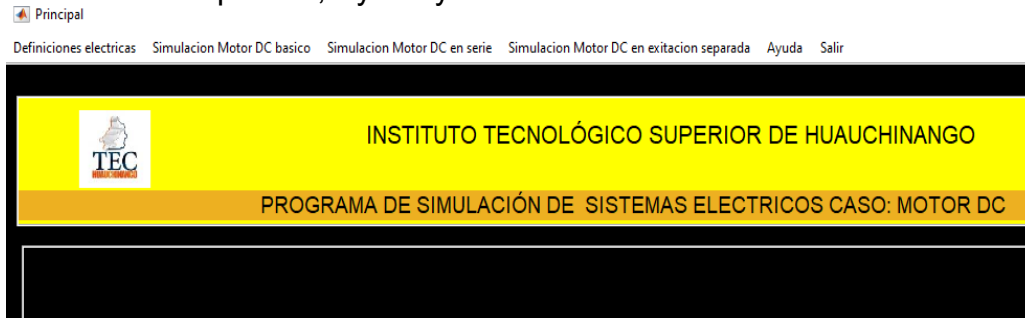 Principal
Definiciones electricas Simulacion Motor DC basico Simulacion Motor DC en serie Simulacion Motor DC en exitacion separada Ayuda Salir
TEC
HUAUCHINANGO
INSTITUTO TECNOLÓGICO SUPERIOR DE HUAUCHINANGO
PROGRAMA DE SIMULACIÓN DE SISTEMAS ELECTRICOS CASO: MOTOR DC